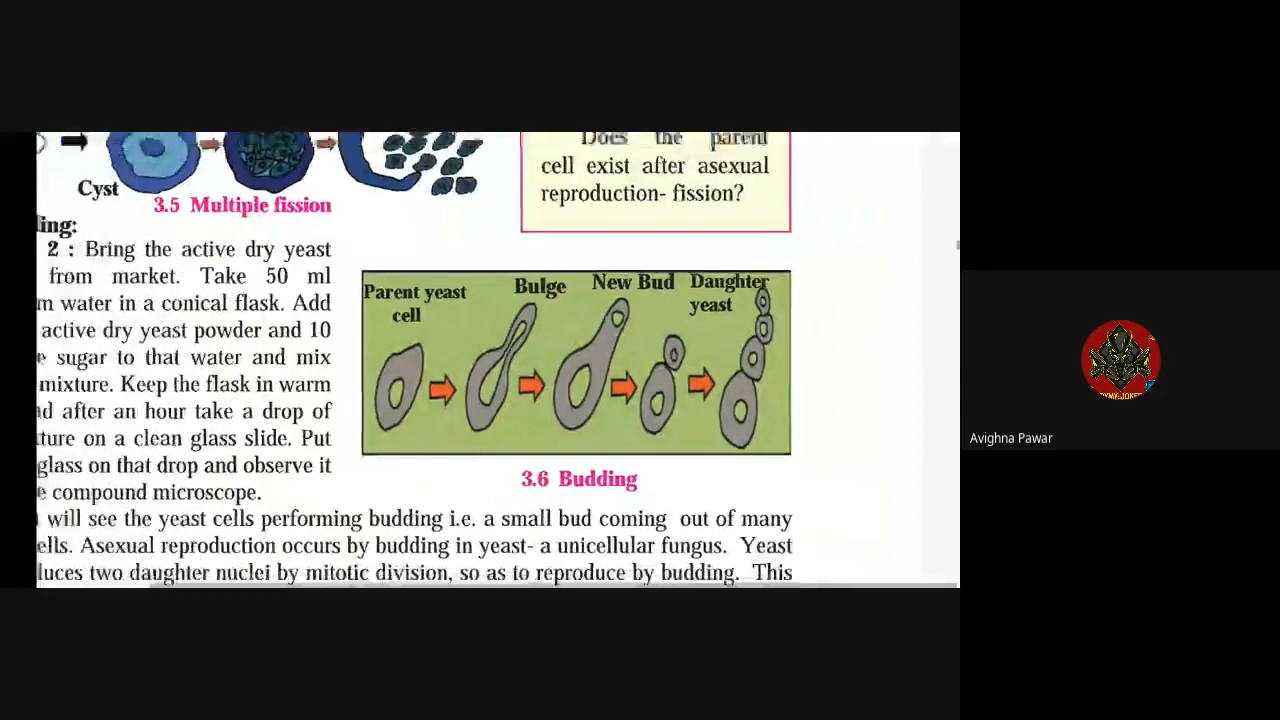 Does the parent
cell exist after asexual
reproduction- fission?
Cyst
3.5 Multiple fission
ing:
2 : Bring the active dry yeast
from market. Take 50 ml
m water in a conical flask. Add
active dry yeast powder and 10
e sugar to that water and mix
mixture. Keep the flask in warm
nd after an hour take a drop of
ture on a clean glass slide. Put
glass on that drop and observe it
e compound microscope.
Parent yeast
cell
Bulge
New Bud
Daughter
yeast
3.6 Budding
will see the yeast cells performing budding i.e. a small bud coming out of many
ells. Asexual reproduction occurs by budding in yeast- a unicellular fungus. Yeast
luces two daughter nuclei by mitotic division, so as to reproduce by budding. This
Avighna Pawar